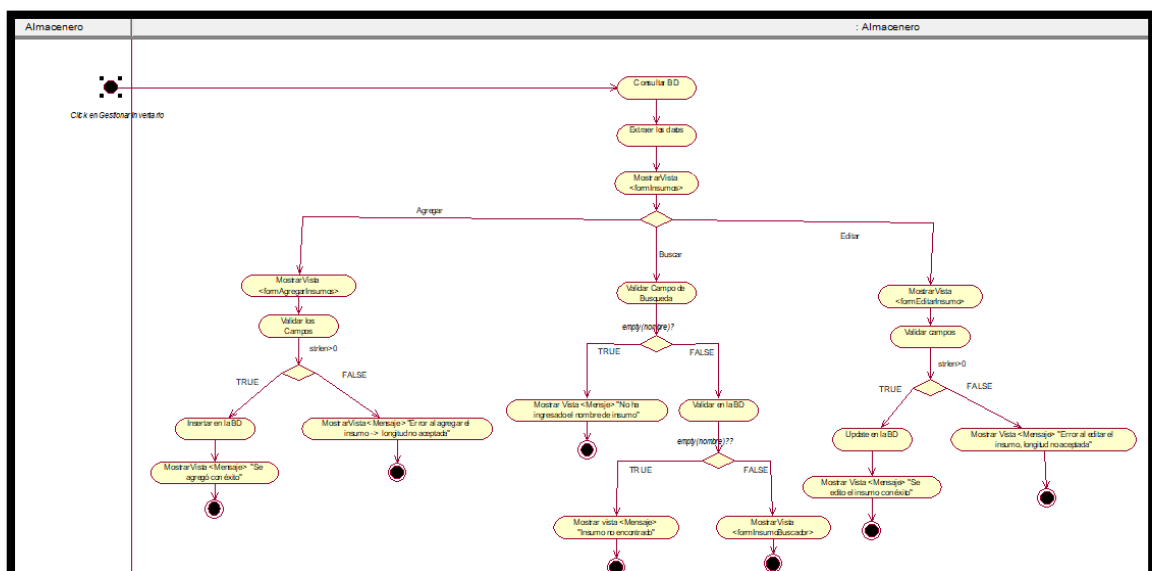 Almacenero
: Almacenero
Click en Gestionar Inventario
Consultar BD
Extraer los datos
MostrarVista
<formInsumos>
Agregar
Buscar
Editar
MostrarVista
<formAgregarInsumos>
Validar los
Campos
strlen>0
TRUE
FALSE
Insertar en la BD
MostrarVista <Mensaje> "Se
agregó con éxito"
MostrarVista< Mensaje> "Error al agregar el
insumo -> longitud no aceptada"
Validar Campo de
Busqueda
empty(nombre)?
TRUE
FALSE
Mostrar Vista <Mensje> "No ha
ingresado el nombre de insumo"
Validar en la BD
empty(nombre)??
TRUE
FALSE
Mostrar vista <Mensaje>
"Insumo no encontrado"
MostrarVista
<formInsumoBuscador>
MostrarVista
<formEditarInsumo>
Validar campos
strlen>0
TRUE
FALSE
Update en la BD
Mostrar Vista <Mensaje> "Se
edito el insumo con éxito"
Mostrar Vista <Mensaje> "Error al editar el
insumo, longitud no aceptada"